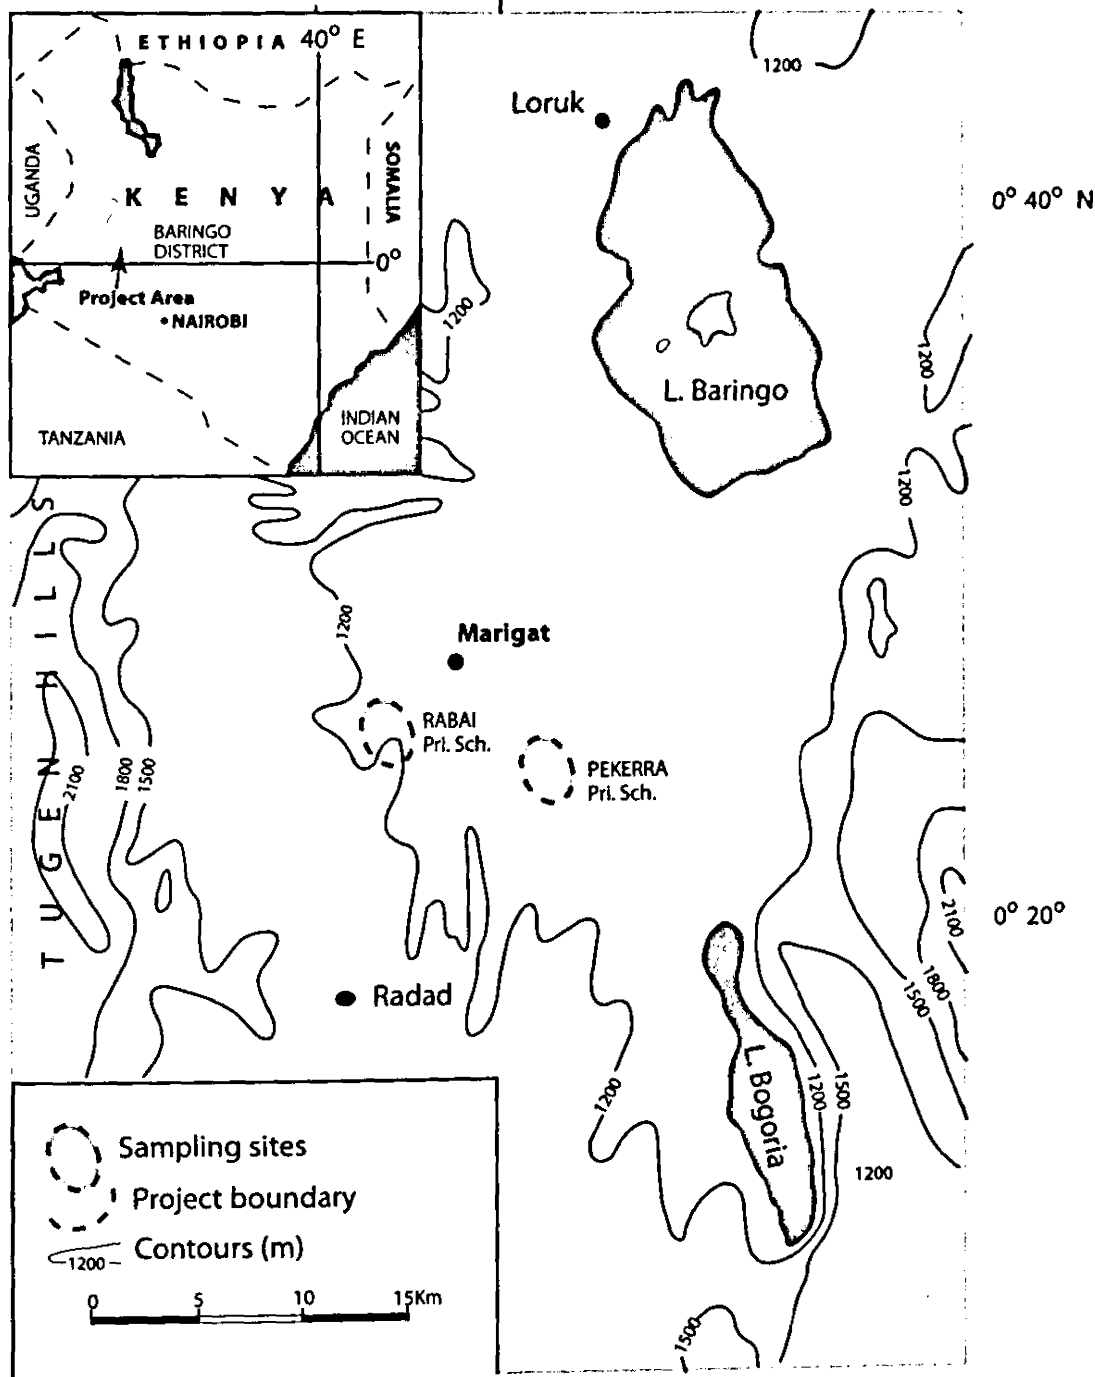 ETHIOPIA
40° E
UGANDA
SOMALIA
KENYA
BARINGO
DISTRICT
0°
Project Area
NAIROBI
TANZANIA
INDIAN
OCEAN
1200
Loruk
0° 40° N
1200
1200
L. Baringo
1200
TUGEN HILLS
1200
Marigat
RABAI
Pri. Sch.
PEKERRA
Pri. Sch.
2100
1800
1500
2100
0° 20°
1800
1500
Radad
L. Bogoria
1200
1200
1500
1200
1500
Sampling sites
Project boundary
1200
Contours (m)
0 5 10 15Km